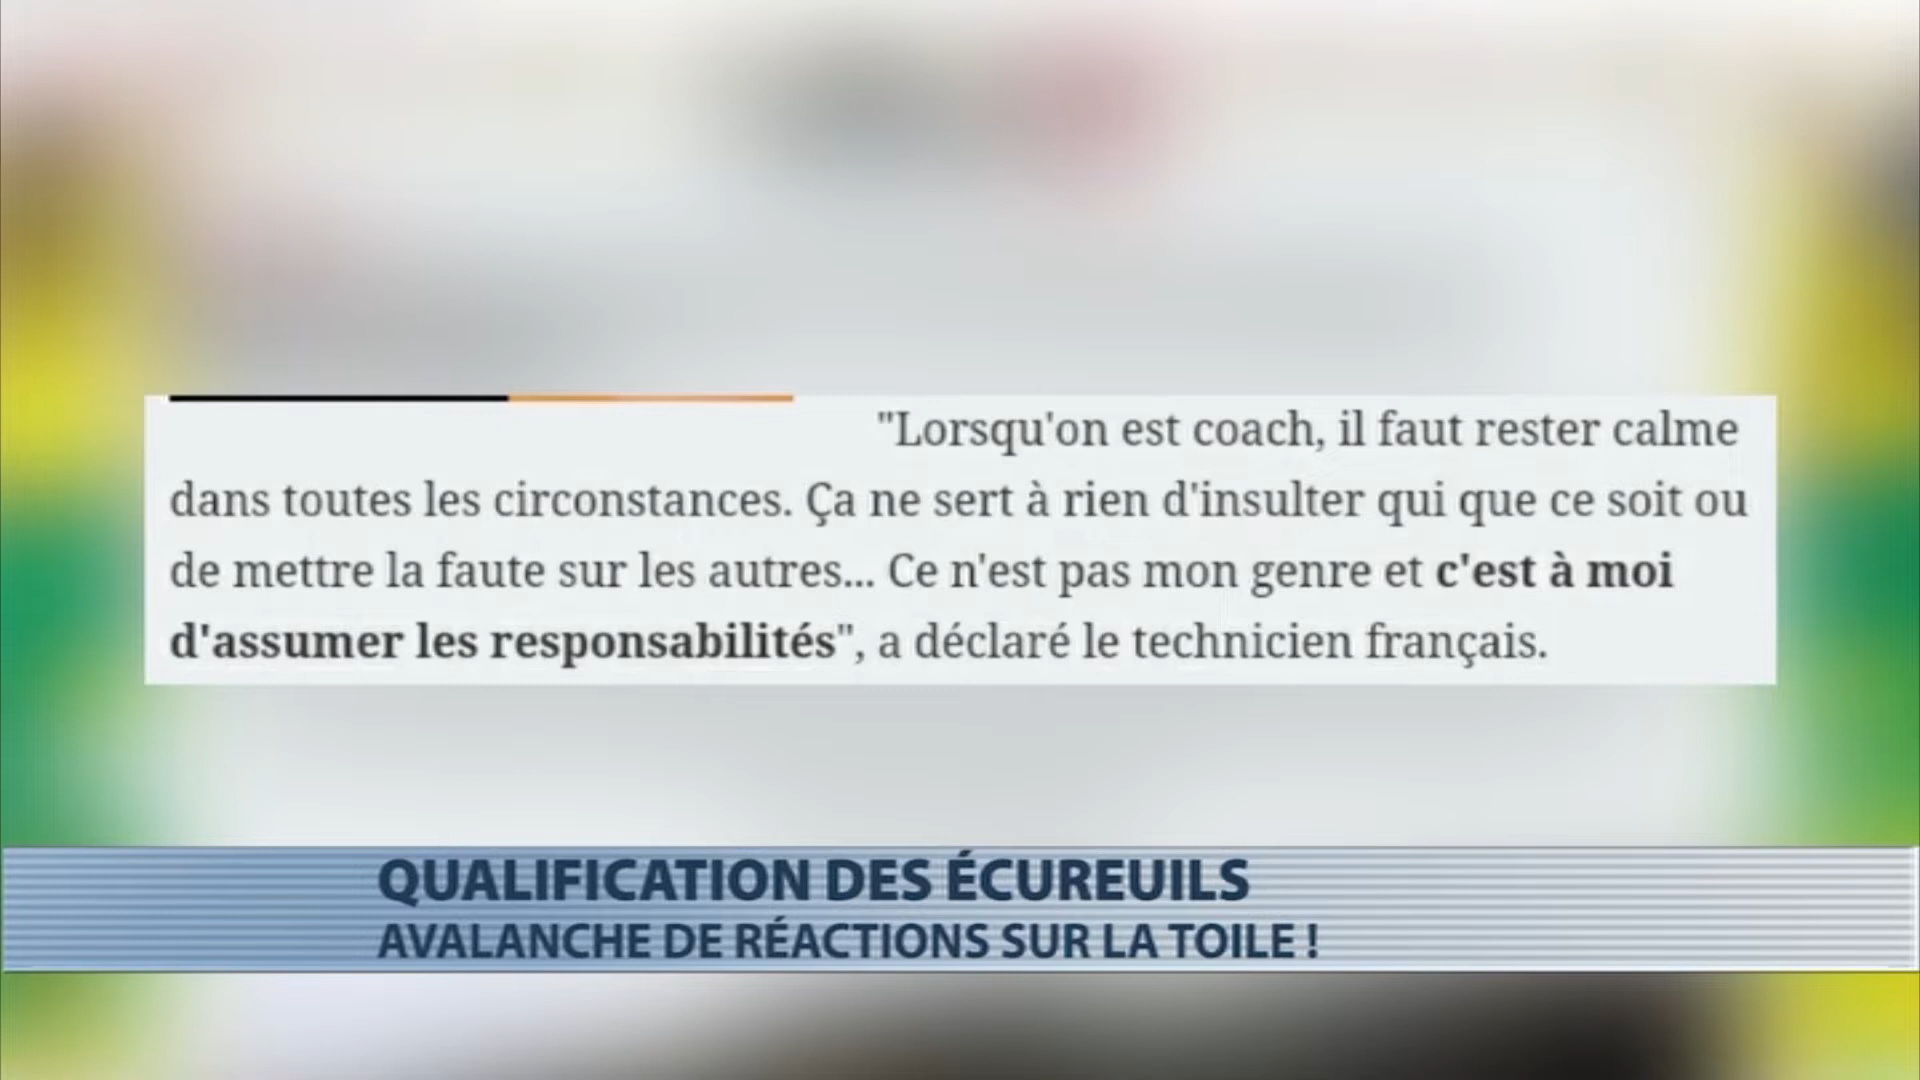 "Lorsqu'on est coach, il faut rester calme
dans toutes les circonstances. Ça ne sert à rien d'insulter qui que ce soit ou
de mettre la faute sur les autres... Ce n'est pas mon genre et c'est à moi
d'assumer les responsabilités", a déclaré le technicien français.
QUALIFICATION DES ÉCUREUILS
AVALANCHE DE RÉACTIONS SUR LA TOILE !